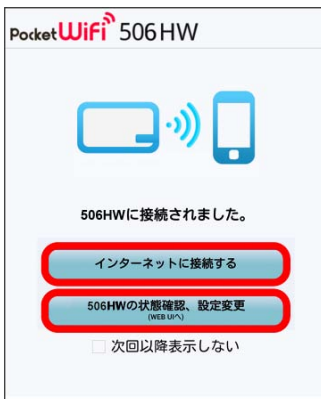 Pocket WiFi 506HW
506HWに接続されました。
インターネットに接続する
506HWの状態確認、設定変更
(WEB UIへ)
次回以降表示しない